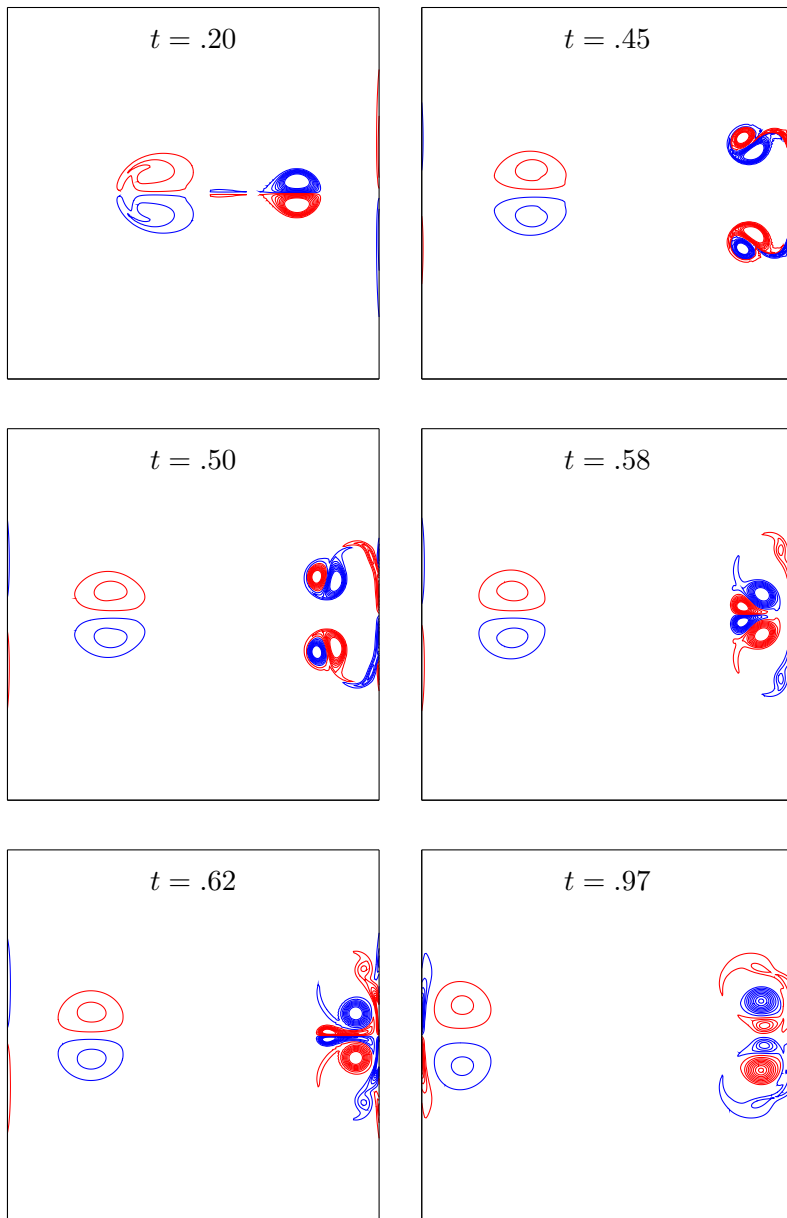 t = .20
t = .45
t = .50
t = .58
t = .62
t = .97